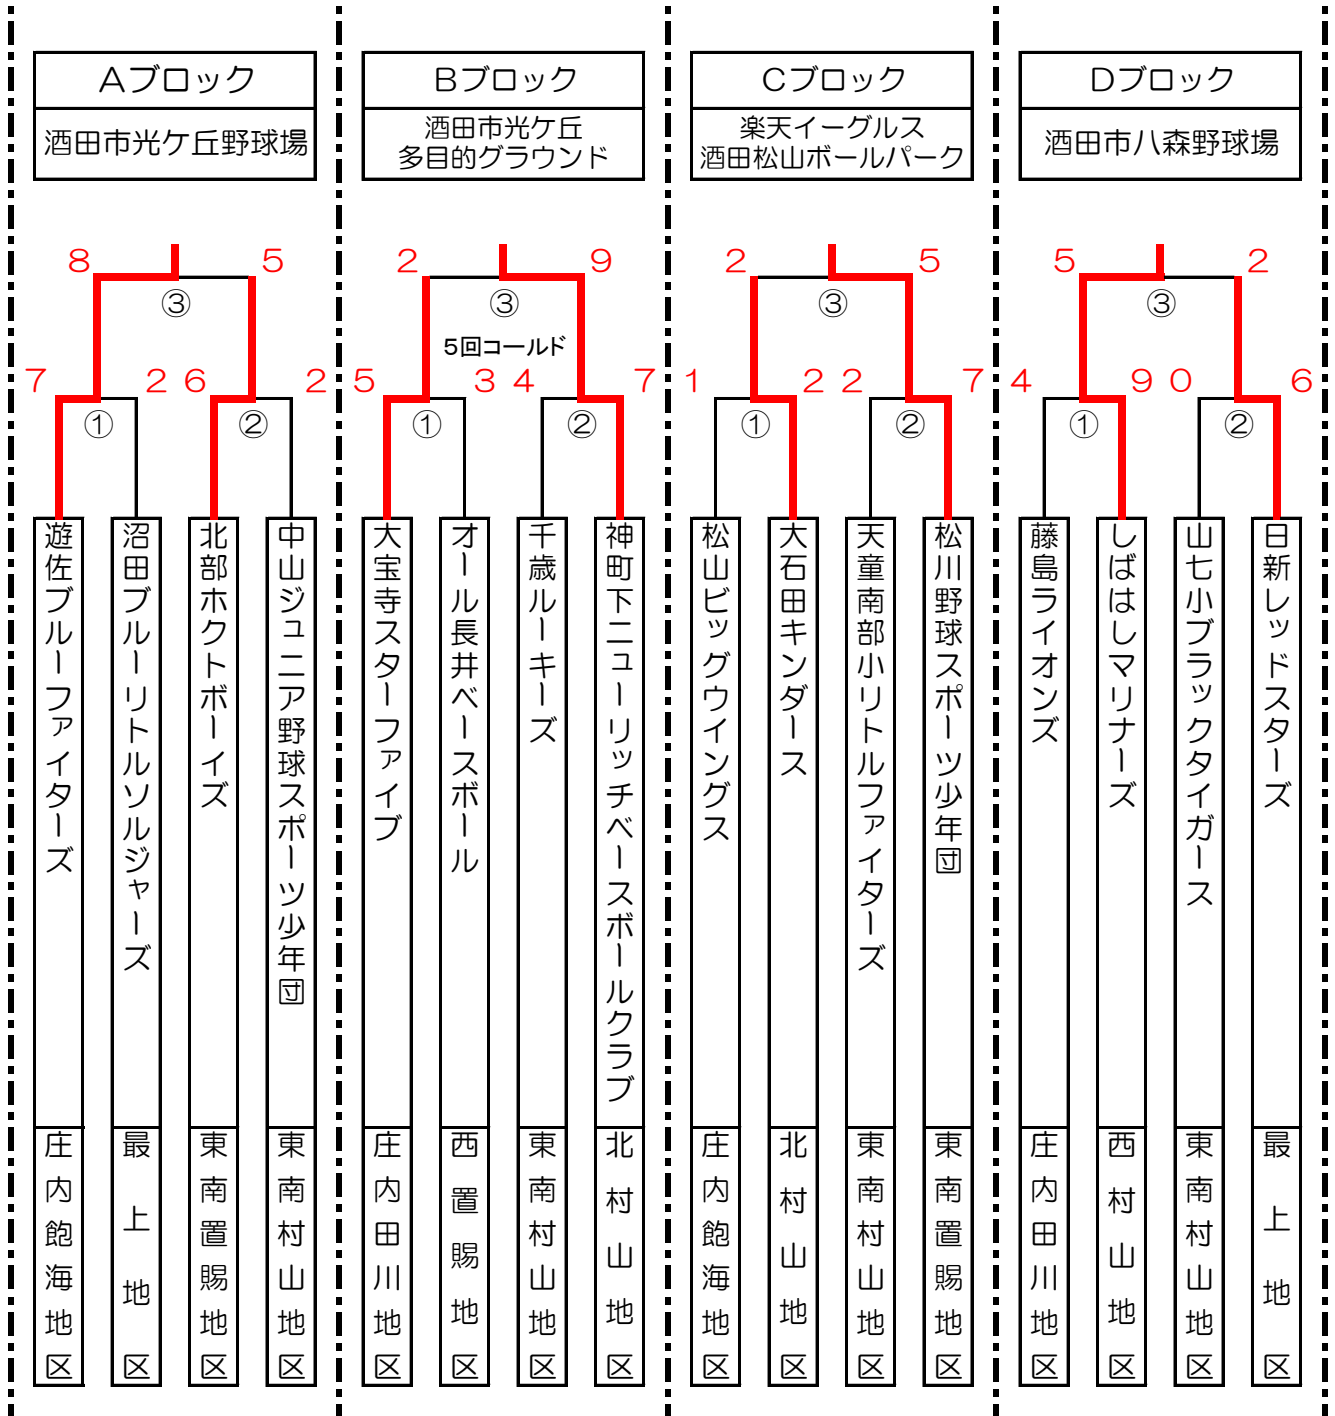 Aブロック
酒田市光ケ丘野球場
Bブロック
酒田市光ケ丘
多目的グラウンド
Cブロック
楽天イーグルス
酒田松山ボールパーク
Dブロック
酒田市八森野球場
8 5
③
2 9
③
5回コールド
2 5
③
5 2
③
7 2 6 2
① ②
5 3 4 7
① ②
1 2 2 7
① ②
4 9 0 6
① ②
遊佐ブルーファイターズ
庄内飽海地区
沼田ブルーリトルソルジャーズ
最上地区
北部ホクトボーイズ
東南置賜地区
中山ジュニア野球スポーツ少年団
東南村山地区
大宝寺スターファイブ
庄内田川地区
オール長井ベースボール
西置賜地区
千歳ルーキーズ
東南村山地区
神町下ニューリッチベースボールクラブ
北村山地区
松山ビッグウイングス
庄内飽海地区
大石田キンダース
北村山地区
天童南部小リトルファイターズ
東南村山地区
松川野球スポーツ少年団
東南置賜地区
藤島ライオンズ
庄内田川地区
しばはしマリナーズ
西村山地区
山七小ブラックタイガース
東南村山地区
日新レッドスターズ
最上地区